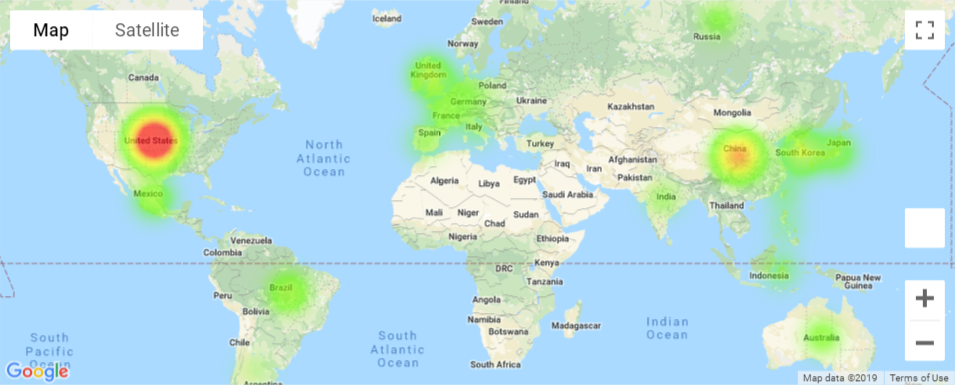 Map Satellite
Iceland
Sweden
Norway
Russia
Canada
United
Kingdom
Poland
Germany
Ukraine
Kazakhstan
Mongolia
France
Italy
Spain
Turkey
United States
North
Atlantic
Ocean
China
Japan
South Korea
Iraq
Iran
Afghanistan
Pakistan
Algeria
Libya
Egypt
Saudi Arabia
India
Thailand
Mexico
Mali
Niger
Chad
Sudan
Nigeria
Ethiopia
Venezuela
Colombia
DRC
Kenya
Tanzania
Indonesia
Papua New
Guinea
Brazil
Peru
Bolivia
Angola
Namibia
Botswana
Madagascar
Indian
Ocean
Australia
Chile
South
Pacific
Ocean
South
Atlantic
Ocean
South Africa
Argentina
Google
Map data ©2019 Terms of Use